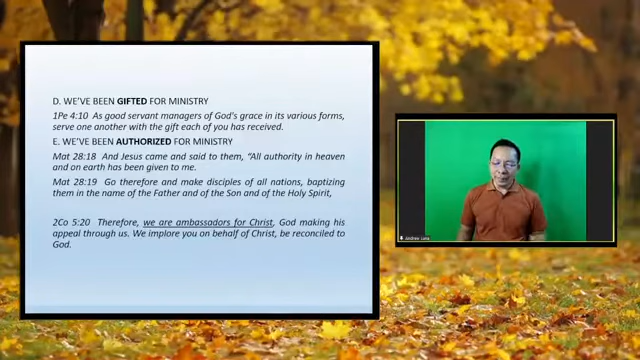 D. WE'VE BEEN GIFTED FOR MINISTRY
1Pe 4:10 As good servant managers of God's grace in its various forms,
serve one another with the gift each of you has received.
E. WE'VE BEEN AUTHORIZED FOR MINISTRY
Mat 28:18 And Jesus came and said to them, "All authority in heaven
and on earth has been given to me.
Mat 28:19 Go therefore and make disciples of all nations, baptizing
them in the name of the Father and of the Son and of the Holy Spirit,
2Co 5:20 Therefore, we are ambassadors for Christ, God making his
appeal through us. We implore you on behalf of Christ, be reconciled to
God.